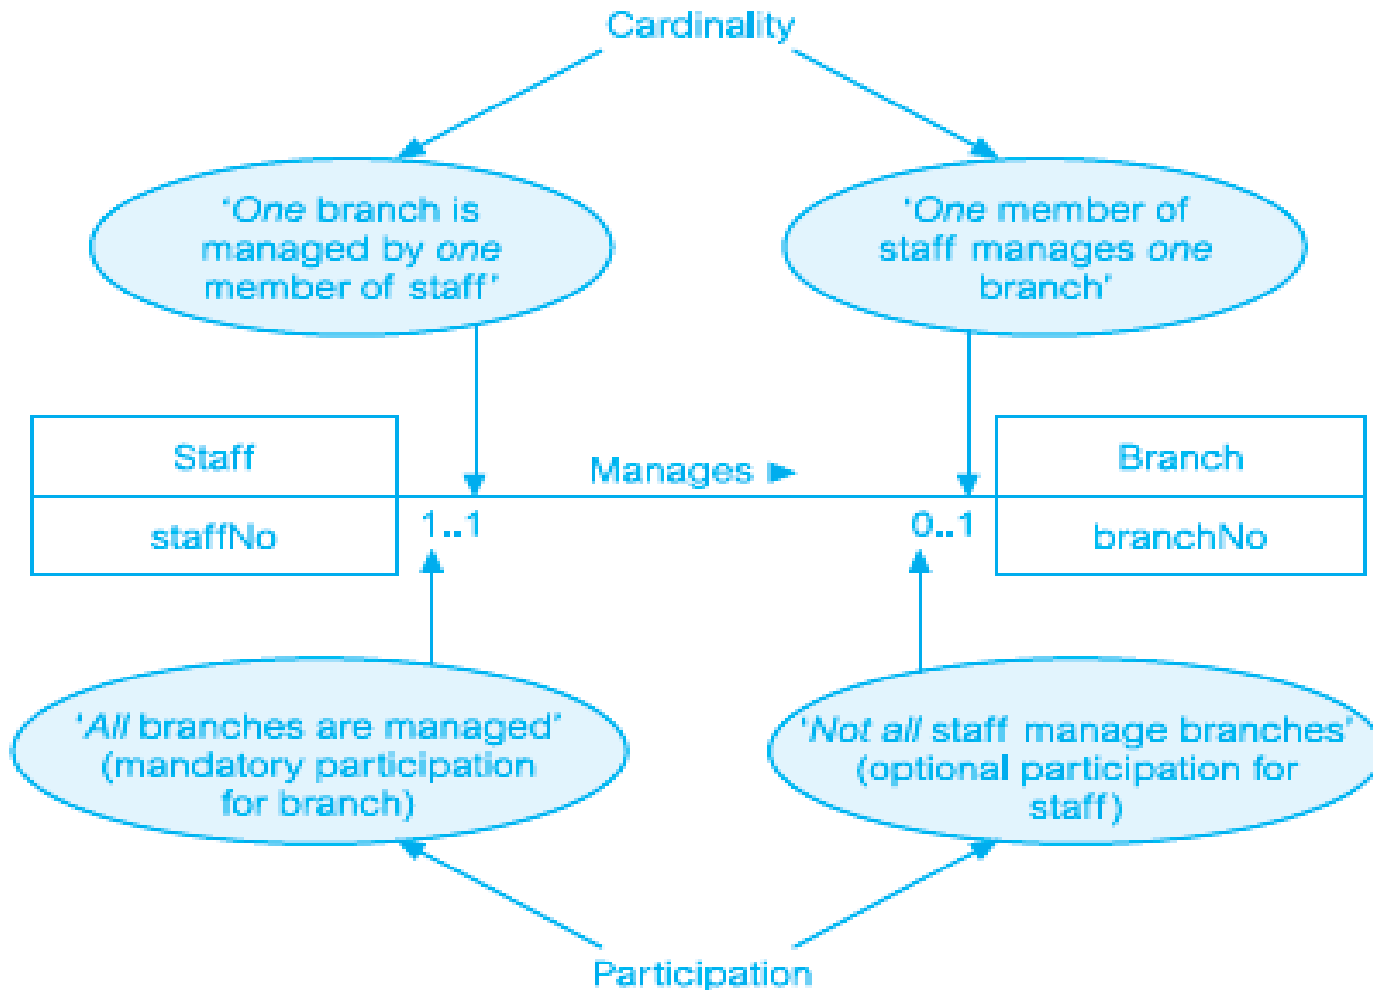 Cardinality
'One branch is
managed by one
member of staff'
'One member of
staff manages one
branch'
Staff
Manages ►
Branch
staffNo
1..1
0..1
branchNo
'All branches are managed'
(mandatory participation
for branch)
'Not all staff manage branches'
(optional participation for
staff)
Participation